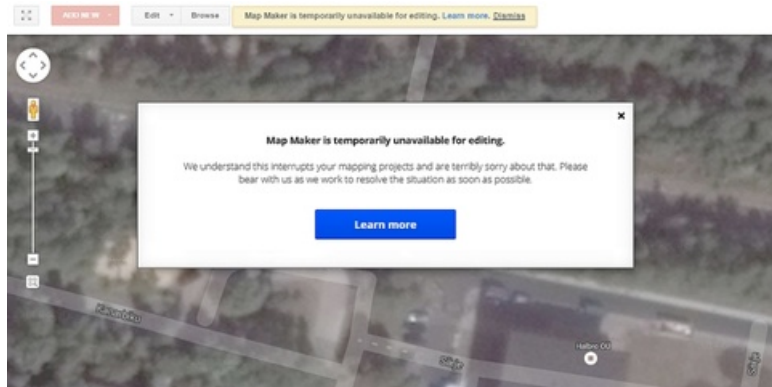 ADD NEW Edit Browse Map Maker is temporarily unavailable for editing. Learn more. Dismiss
Map Maker is temporarily unavailable for editing.
We understand this interrupts your mapping projects and are terribly sorry about that. Please
bear with us as we work to resolve the situation as soon as possible.
Learn more
Halbro OÜ